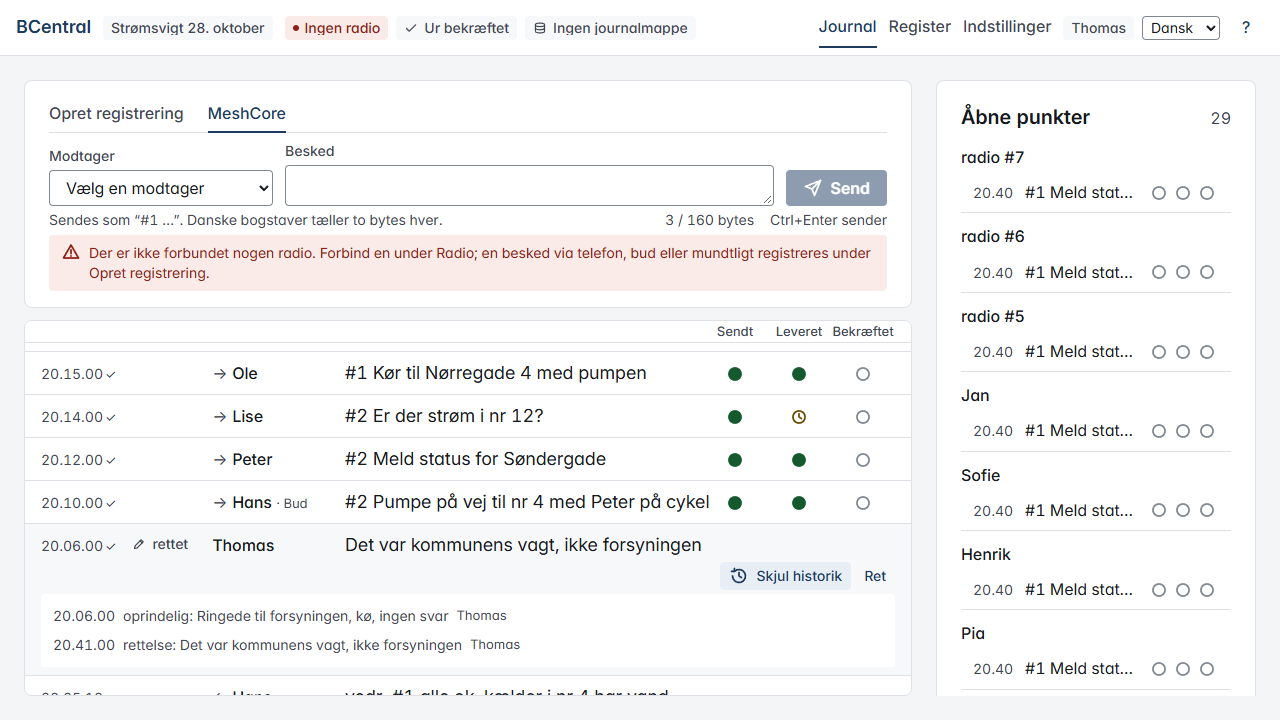 BCentral Strømsvigt 28. oktober Ingen radio Ur bekræftet Ingen journalmappe Journal Register Indstillinger Thomas Dansk ?
Opret registrering MeshCore
Modtager Besked
Vælg en modtager Send
Sendes som “#1 ...”. Danske bogstaver tæller to bytes hver. 3 / 160 bytes Ctrl+Enter sender
Der er ikke forbundet nogen radio. Forbind en under Radio; en besked via telefon, bud eller mundtligt registreres under
Opret registrering.
Sendt Leveret Bekræftet
20.15.00 → Ole #1 Kør til Nørregade 4 med pumpen
20.14.00 → Lise #2 Er der strøm i nr 12?
20.12.00 → Peter #2 Meld status for Søndergade
20.10.00 → Hans · Bud #2 Pumpe på vej til nr 4 med Peter på cykel
20.06.00 rettet Thomas Det var kommunens vagt, ikke forsyningen
Skjul historik Ret
20.06.00 oprindelig: Ringede til forsyningen, kø, ingen svar Thomas
20.41.00 rettelse: Det var kommunens vagt, ikke forsyningen Thomas
Åbne punkter 29
radio #7
20.40 #1 Meld stat...
radio #6
20.40 #1 Meld stat...
radio #5
20.40 #1 Meld stat...
Jan
20.40 #1 Meld stat...
Sofie
20.40 #1 Meld stat...
Henrik
20.40 #1 Meld stat...
Pia
20.40 #1 Meld stat...